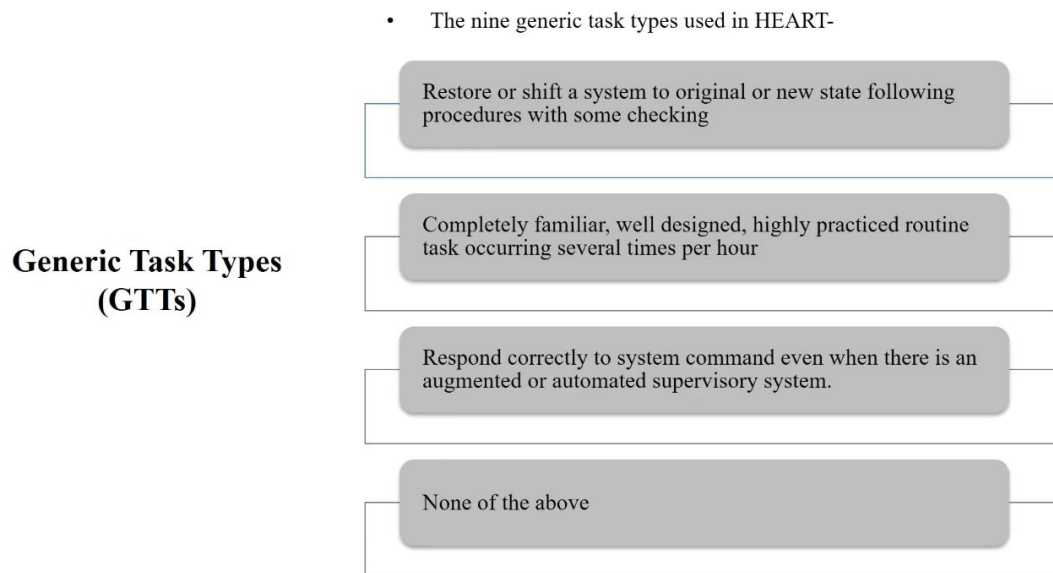 • The nine generic task types used in HEART-
Restore or shift a system to original or new state following
procedures with some checking
Completely familiar, well designed, highly practiced routine
task occurring several times per hour
Generic Task Types
(GTTs)
Respond correctly to system command even when there is an
augmented or automated supervisory system.
None of the above